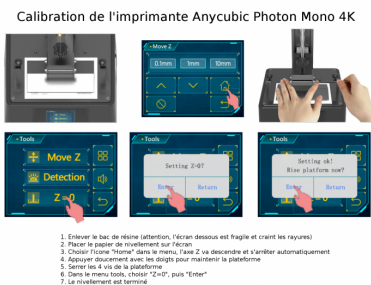 Calibration de l'imprimante Anycubic Photon Mono 4K
Move Z
0.1mm 1mm 10mm
Tools
Move Z
Detection
Z=0
Tools
Setting Z=0?
Enter Return
Tools
Setting ok!
Rise platform now?
Enter Return
1. Enlever le bac de résine (attention, l'écran dessous est fragile et craint les rayures)
2. Placer le papier de nivellement sur l'écran
3. Choisir l'icone "Home" dans le menu, l'axe Z va descendre et s'arrêter automatiquement
4. Appuyer doucement avec les doigts pour maintenir la plateforme
5. Serrer les 4 vis de la plateforme
6. Dans le menu tools, choisir "Z=0", puis "Enter"
7. Le nivellement est terminé